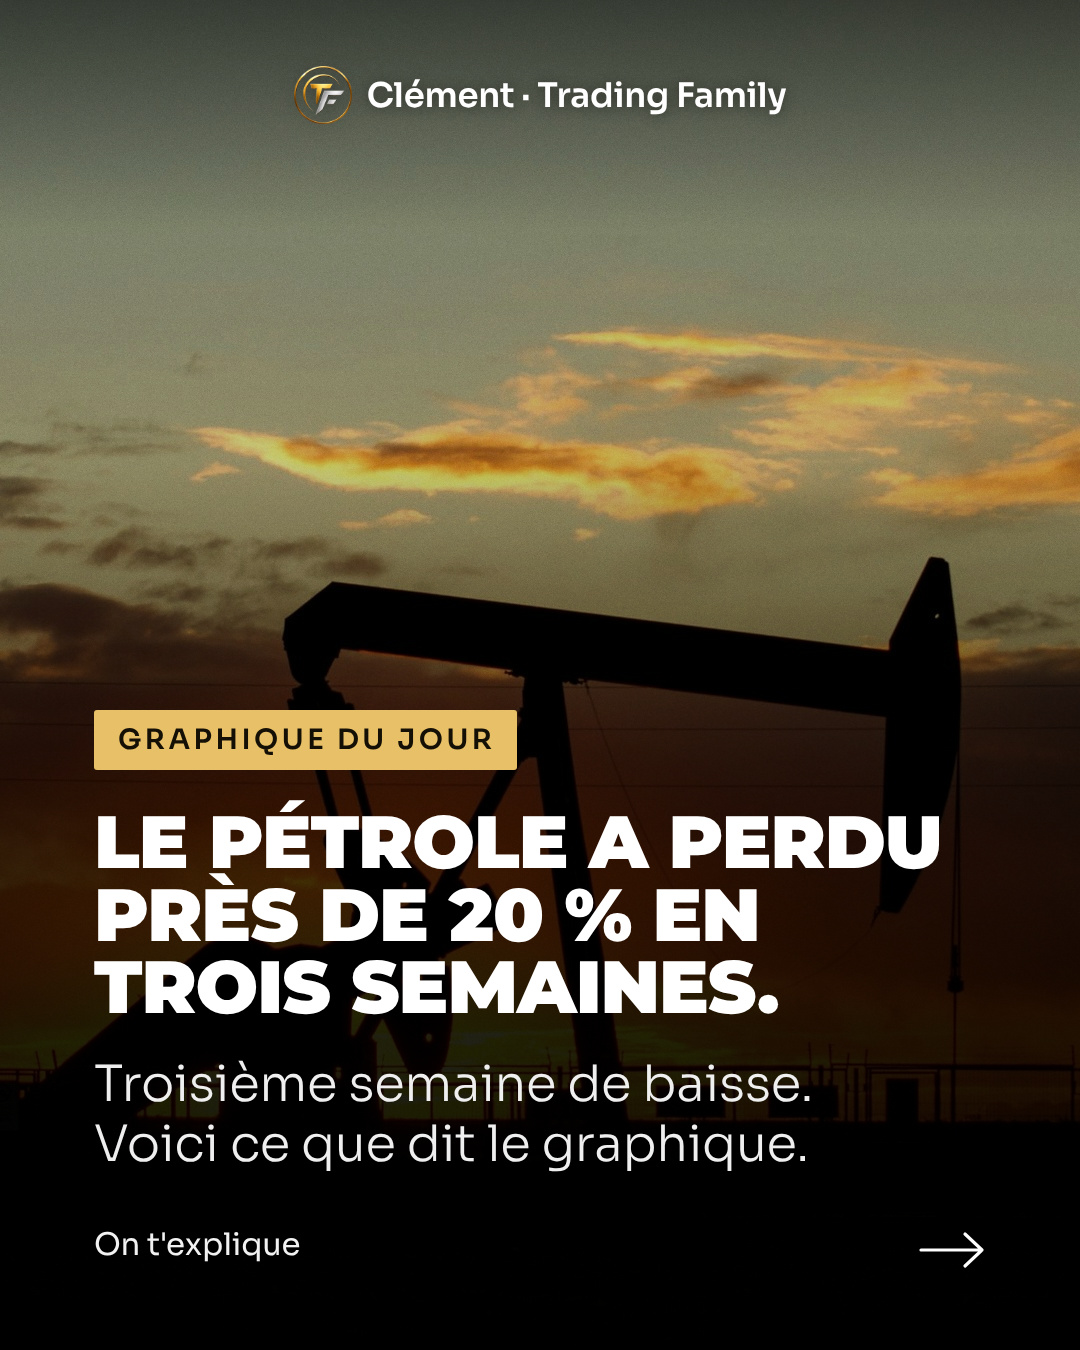 TF Clément · Trading Family
GRAPHIQUE DU JOUR
LE PÉTROLE A PERDU
PRÈS DE 20 % EN
TROIS SEMAINES.
Troisième semaine de baisse.
Voici ce que dit le graphique.
On t'explique